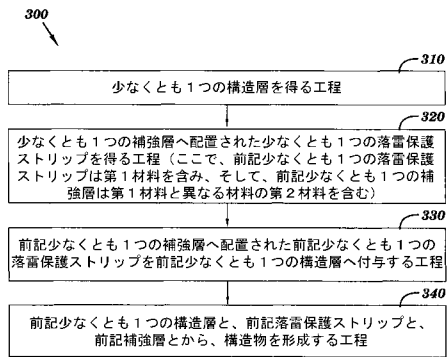 300
310
少なくとも１つの構造層を得る工程
320
少なくとも１つの補強層へ配置された少なくとも１つの落雷保護
ストリップを得る工程（ここで、前記少なくとも１つの落雷保護
ストリップは第１材料を含み、そして、前記少なくとも１つの補
強層は第１材料と異なる材料の第２材料を含む）
330
前記少なくとも１つの補強層へ配置された前記少なくとも１つの
落雷保護ストリップを前記少なくとも１つの構造層へ付与する工程
340
前記少なくとも１つの構造層と、前記落雷保護ストリップと、
前記補強層とから、構造物を形成する工程